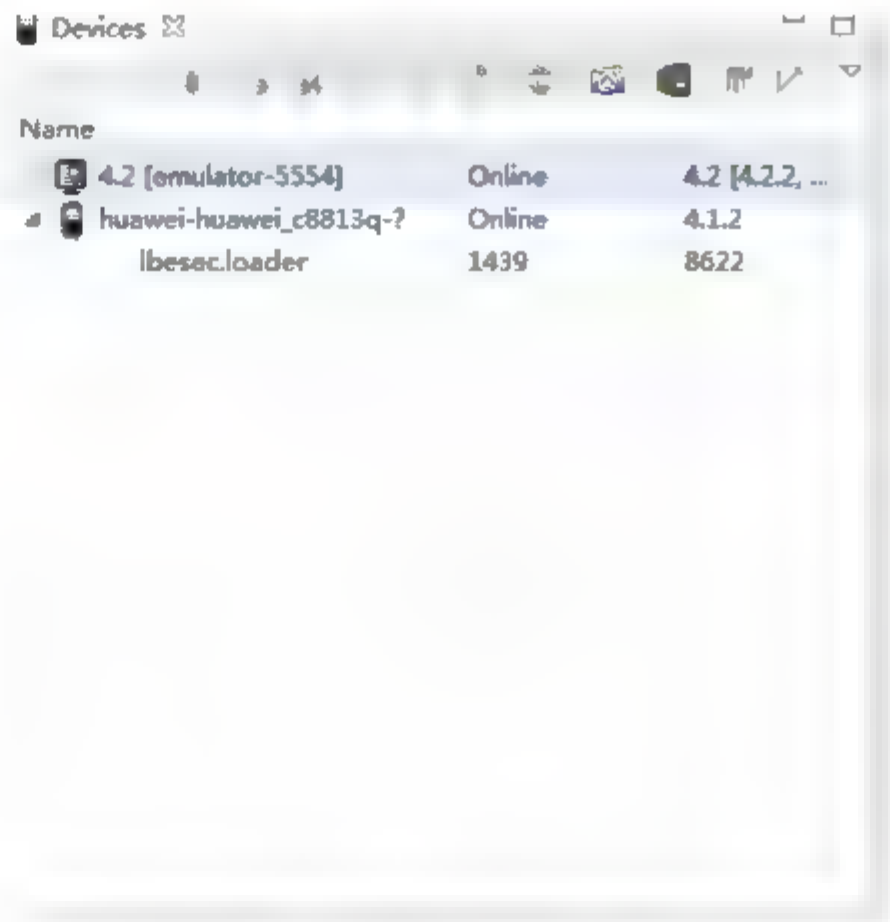 Devices
Name
4.2 [emulator-5554] Online 4.2 [4.2.2, ...
huawei-huawei_c8813q-? Online 4.1.2
lbesec.loader 1439 8622